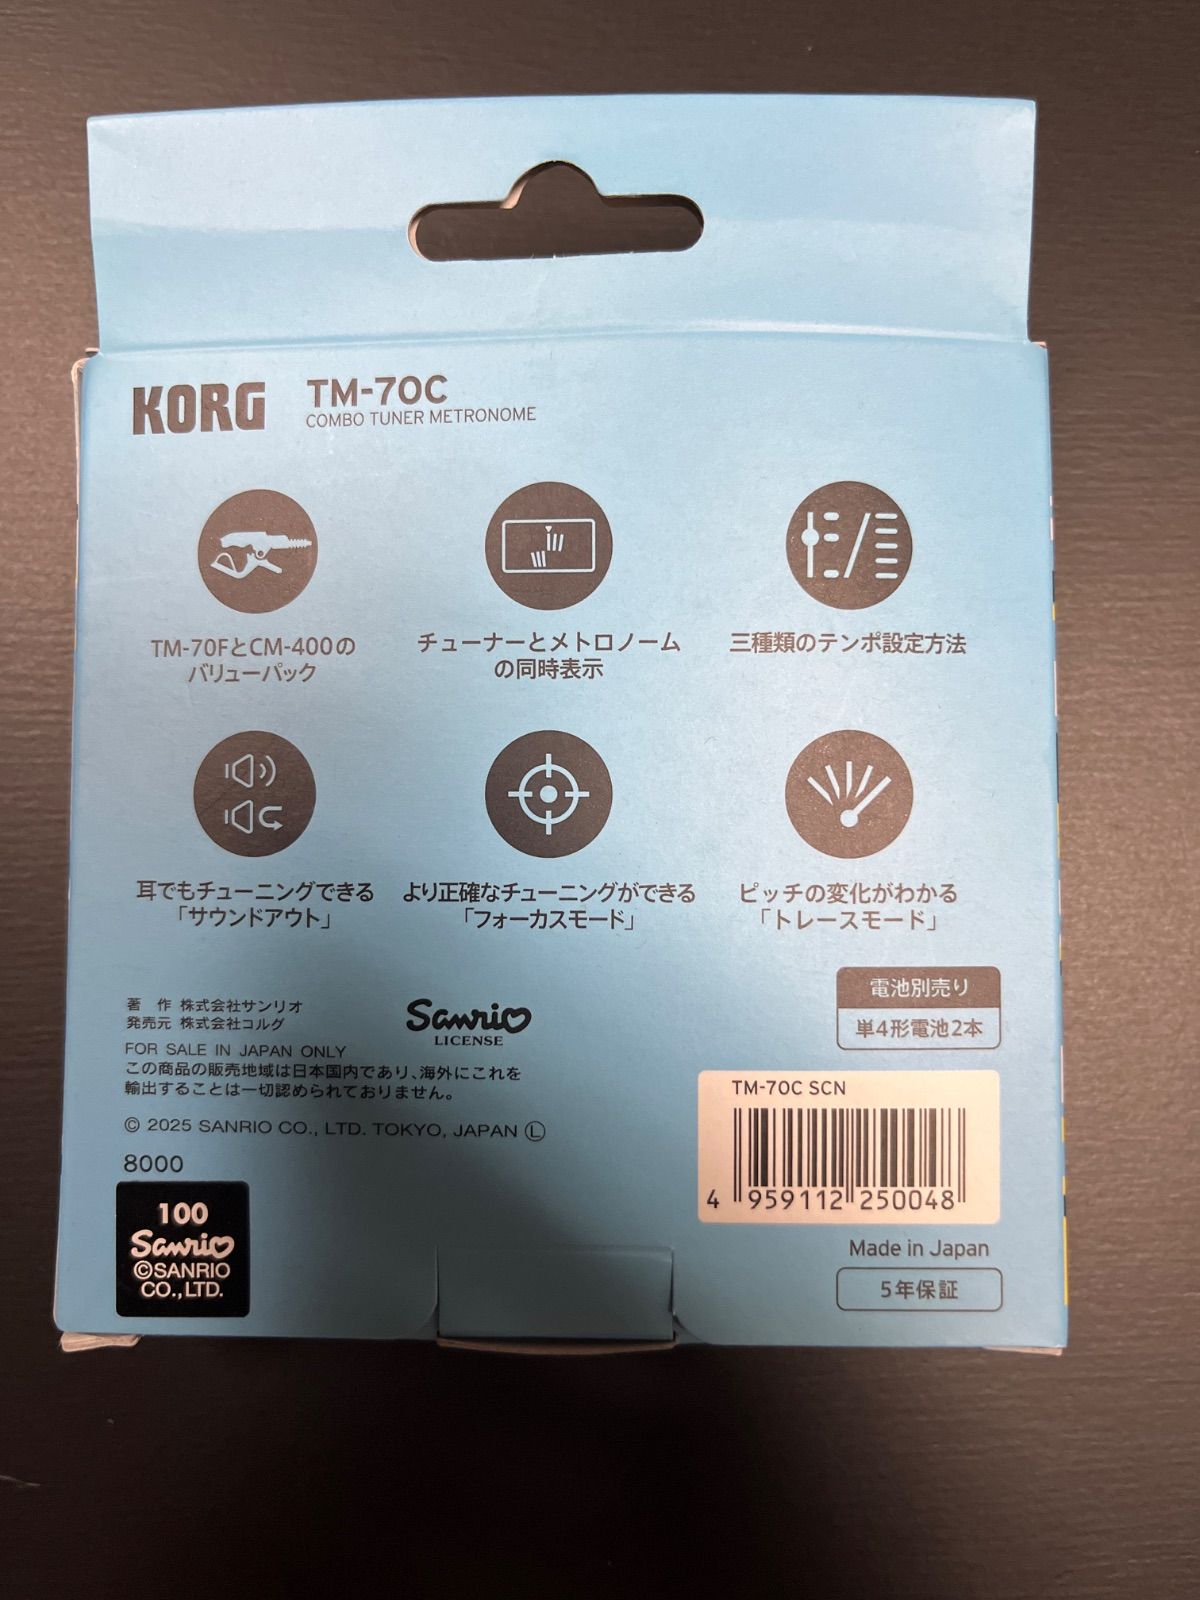 KORG
TM-70C
COMBO TUNER METRONOME
TM-70FとCM-400の
バリューパック
チューナーとメトロノーム
の同時表示
三種類のテンポ設定方法
耳でもチューニングできる
「サウンドアウト」
より正確なチューニングができる
「フォーカスモード」
ピッチの変化がわかる
「トレースモード」
著 作 株式会社サンリオ
発売元 株式会社コルグ
Sanrio
LICENSE
FOR SALE IN JAPAN ONLY
この商品の販売地域は日本国内であり、海外にこれを
輸出することは一切認められておりません。
© 2025 SANRIO CO., LTD. TOKYO, JAPAN Ⓛ
8000
100
Sanrio
©SANRIO
CO.,LTD.
電池別売り
単4形電池2本
TM-70C SCN
4 959112 250048
Made in Japan
5年保証